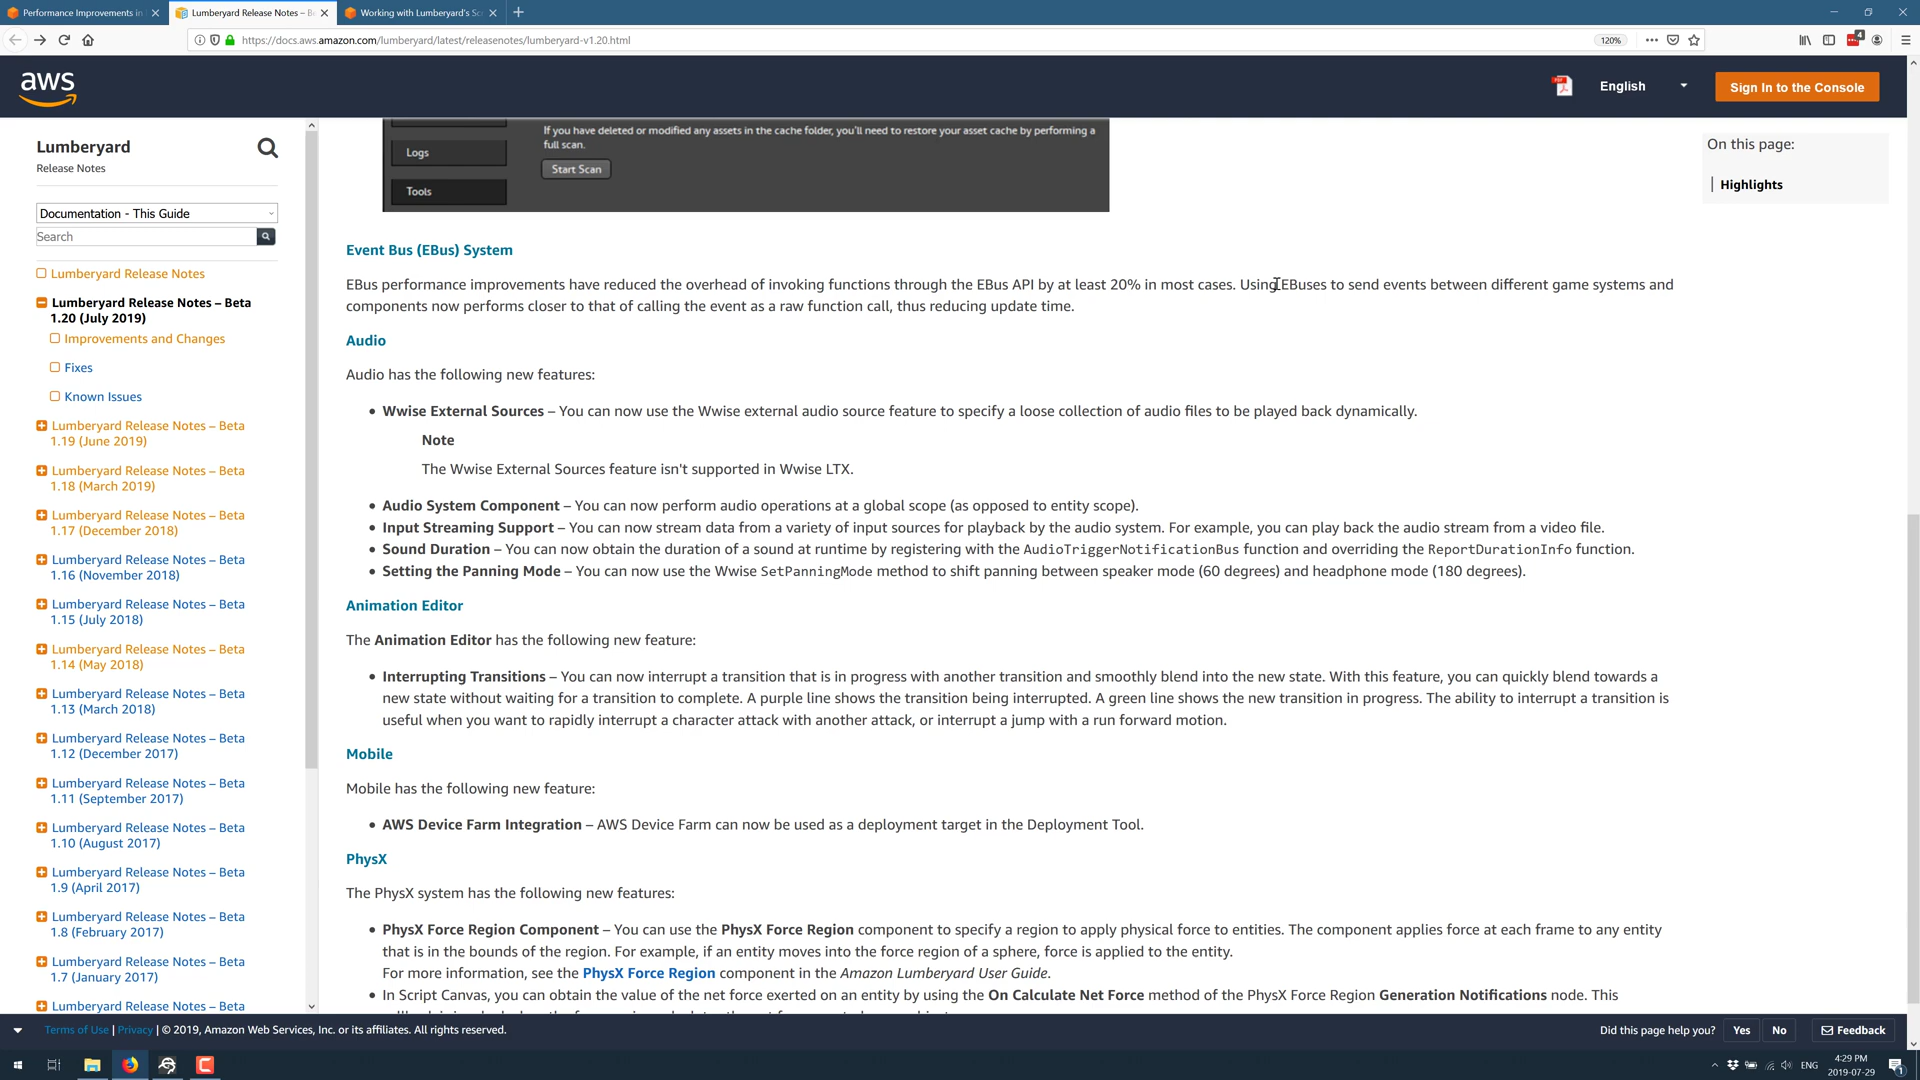 Performance Improvements in
Lumberyard Release Notes – Be
Working with Lumberyard's Sc
https://docs.aws.amazon.com/lumberyard/latest/releasenotes/lumberyard-v1.20.html
120%
4
aws
English
Sign In to the Console
Lumberyard
Release Notes
Documentation - This Guide
Search
Lumberyard Release Notes
Lumberyard Release Notes – Beta
1.20 (July 2019)
Improvements and Changes
Fixes
Known Issues
Lumberyard Release Notes – Beta
1.19 (June 2019)
Lumberyard Release Notes – Beta
1.18 (March 2019)
Lumberyard Release Notes – Beta
1.17 (December 2018)
Lumberyard Release Notes – Beta
1.16 (November 2018)
Lumberyard Release Notes – Beta
1.15 (July 2018)
Lumberyard Release Notes – Beta
1.14 (May 2018)
Lumberyard Release Notes – Beta
1.13 (March 2018)
Lumberyard Release Notes – Beta
1.12 (December 2017)
Lumberyard Release Notes – Beta
1.11 (September 2017)
Lumberyard Release Notes – Beta
1.10 (August 2017)
Lumberyard Release Notes – Beta
1.9 (April 2017)
Lumberyard Release Notes – Beta
1.8 (February 2017)
Lumberyard Release Notes – Beta
1.7 (January 2017)
Lumberyard Release Notes – Beta
Logs
Tools
If you have deleted or modified any assets in the cache folder, you'll need to restore your asset cache by performing a
full scan.
Start Scan
Event Bus (EBus) System
EBus performance improvements have reduced the overhead of invoking functions through the EBus API by at least 20% in most cases. Using EBuses to send events between different game systems and
components now performs closer to that of calling the event as a raw function call, thus reducing update time.
Audio
Audio has the following new features:
• Wwise External Sources – You can now use the Wwise external audio source feature to specify a loose collection of audio files to be played back dynamically.
Note
The Wwise External Sources feature isn't supported in Wwise LTX.
• Audio System Component – You can now perform audio operations at a global scope (as opposed to entity scope).
• Input Streaming Support – You can now stream data from a variety of input sources for playback by the audio system. For example, you can play back the audio stream from a video file.
• Sound Duration – You can now obtain the duration of a sound at runtime by registering with the AudioTriggerNotificationBus function and overriding the ReportDurationInfo function.
• Setting the Panning Mode – You can now use the Wwise SetPanningMode method to shift panning between speaker mode (60 degrees) and headphone mode (180 degrees).
Animation Editor
The Animation Editor has the following new feature:
• Interrupting Transitions – You can now interrupt a transition that is in progress with another transition and smoothly blend into the new state. With this feature, you can quickly blend towards a
new state without waiting for a transition to complete. A purple line shows the transition being interrupted. A green line shows the new transition in progress. The ability to interrupt a transition is
useful when you want to rapidly interrupt a character attack with another attack, or interrupt a jump with a run forward motion.
Mobile
Mobile has the following new feature:
• AWS Device Farm Integration – AWS Device Farm can now be used as a deployment target in the Deployment Tool.
PhysX
The PhysX system has the following new features:
• PhysX Force Region Component – You can use the PhysX Force Region component to specify a region to apply physical force to entities. The component applies force at each frame to any entity
that is in the bounds of the region. For example, if an entity moves into the force region of a sphere, force is applied to the entity.
For more information, see the PhysX Force Region component in the Amazon Lumberyard User Guide.
• In Script Canvas, you can obtain the value of the net force exerted on an entity by using the On Calculate Net Force method of the PhysX Force Region Generation Notifications node. This
On this page:
Highlights
Terms of Use | Privacy | © 2019, Amazon Web Services, Inc. or its affiliates. All rights reserved.
Did this page help you?
Yes
No
Feedback
ENG
4:29 PM
2019-07-29
1